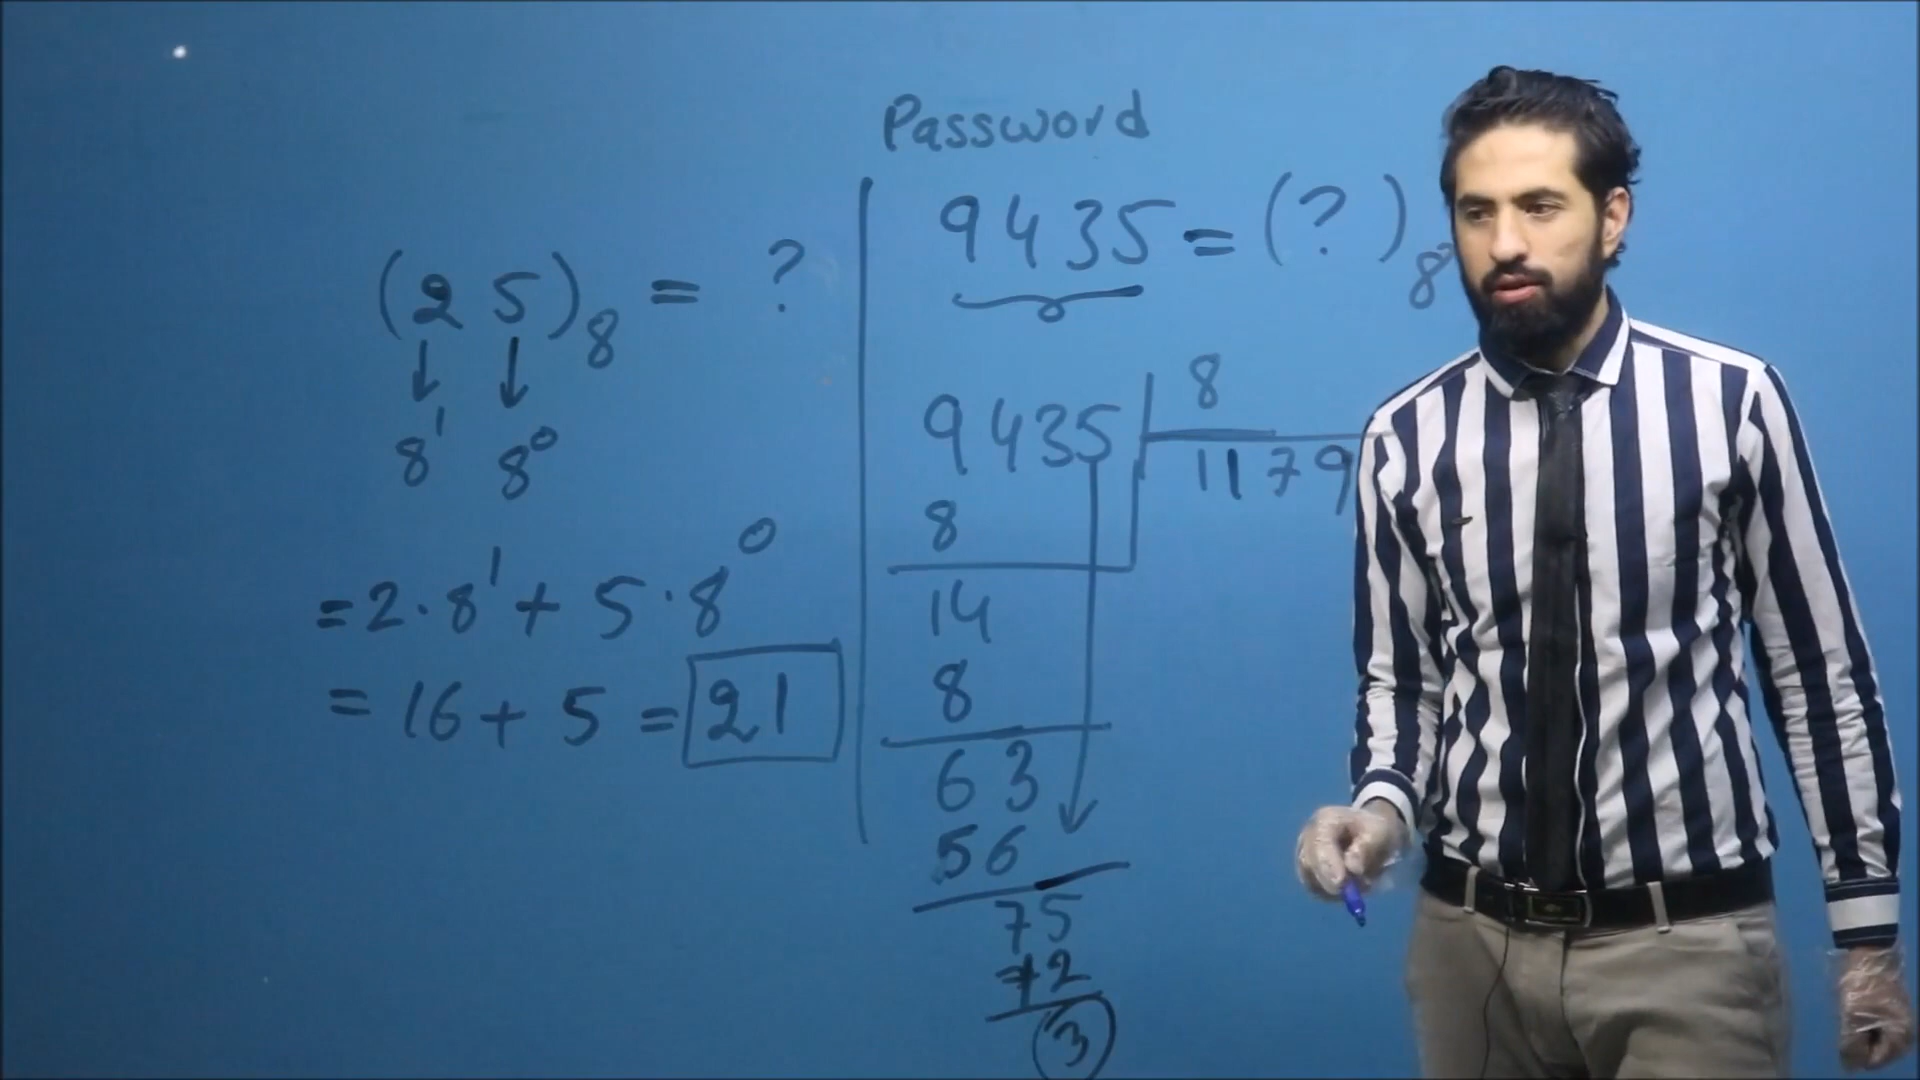 (25)₈ = ?
↓ ↓
8¹ 8⁰
=2·8¹ + 5·8⁰
= 16 + 5 = 21
Password
9435 = (?)₈
9435 8
1179
8
14
8
63
56
75
72
3